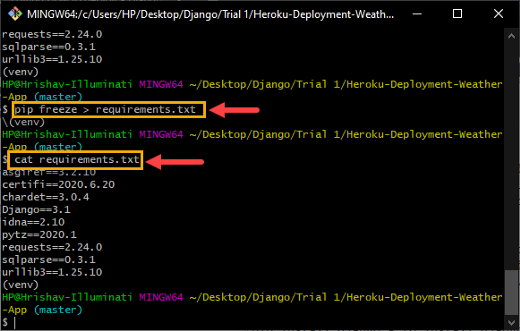 MINGW64:/c/Users/HP/Desktop/Django/Trial 1/Heroku-Deployment-Weath...
requests==2.24.0
sqlparse==0.3.1
urllib3==1.25.10
(venv)
HP@Hrishav-Illuminati MINGW64 ~/Desktop/Django/Trial 1/Heroku-Deployment-Weather
-App (master)
$ pip freeze > requirements.txt
\(venv)
HP@Hrishav-Illuminati MINGW64 ~/Desktop/Django/Trial 1/Heroku-Deployment-Weather
-App (master)
$ cat requirements.txt
asgiref==3.2.10
certifi==2020.6.20
chardet==3.0.4
Django==3.1
idna==2.10
pytz==2020.1
requests==2.24.0
sqlparse==0.3.1
urllib3==1.25.10
(venv)
HP@Hrishav-Illuminati MINGW64 ~/Desktop/Django/Trial 1/Heroku-Deployment-Weather
-App (master)
$